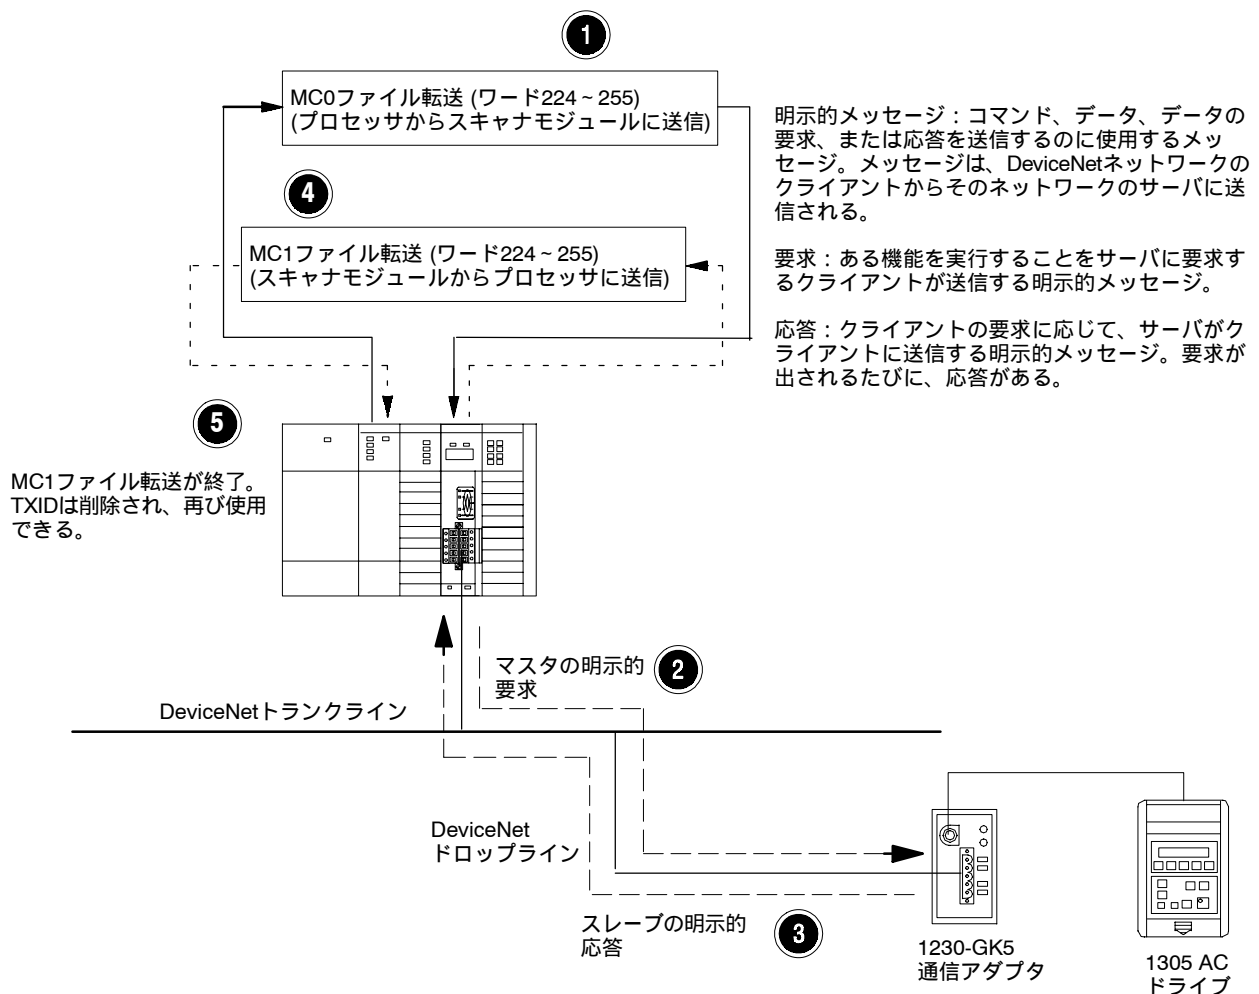 1
MC0ファイル転送 (ワード224～255)
(プロセッサからスキャナモジュールに送信)
明示的メッセージ：コマンド、データ、データの
要求、または応答を送信するのに使用するメッ
セージ。メッセージは、DeviceNetネットワークの
クライアントからそのネットワークのサーバに送
信される。
要求：ある機能を実行することをサーバに要求す
るクライアントが送信する明示的メッセージ。
応答：クライアントの要求に応じて、サーバがク
ライアントに送信する明示的メッセージ。要求が
出されるたびに、応答がある。
4
MC1ファイル転送 (ワード224～255)
(スキャナモジュールからプロセッサに送信)
5
MC1ファイル転送が終了。
TXIDは削除され、再び使用
できる。
マスタの明示的
要求
2
DeviceNetトランクライン
DeviceNet
ドロップライン
スレーブの明示的
応答
3
1230-GK5
通信アダプタ
1305 AC
ドライブ